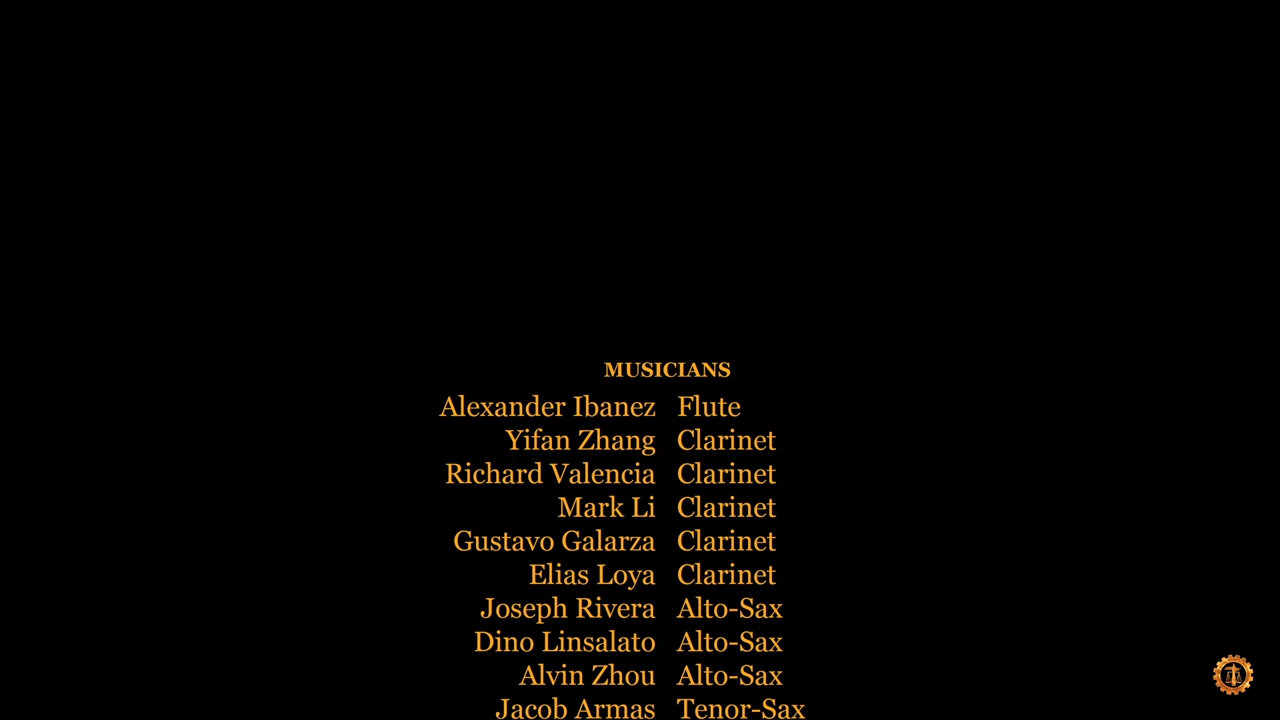 MUSICIANS
Alexander Ibanez Flute
Yifan Zhang Clarinet
Richard Valencia Clarinet
Mark Li Clarinet
Gustavo Galarza Clarinet
Elias Loya Clarinet
Joseph Rivera Alto-Sax
Dino Linsalato Alto-Sax
Alvin Zhou Alto-Sax
Jacob Armas Tenor-Sax